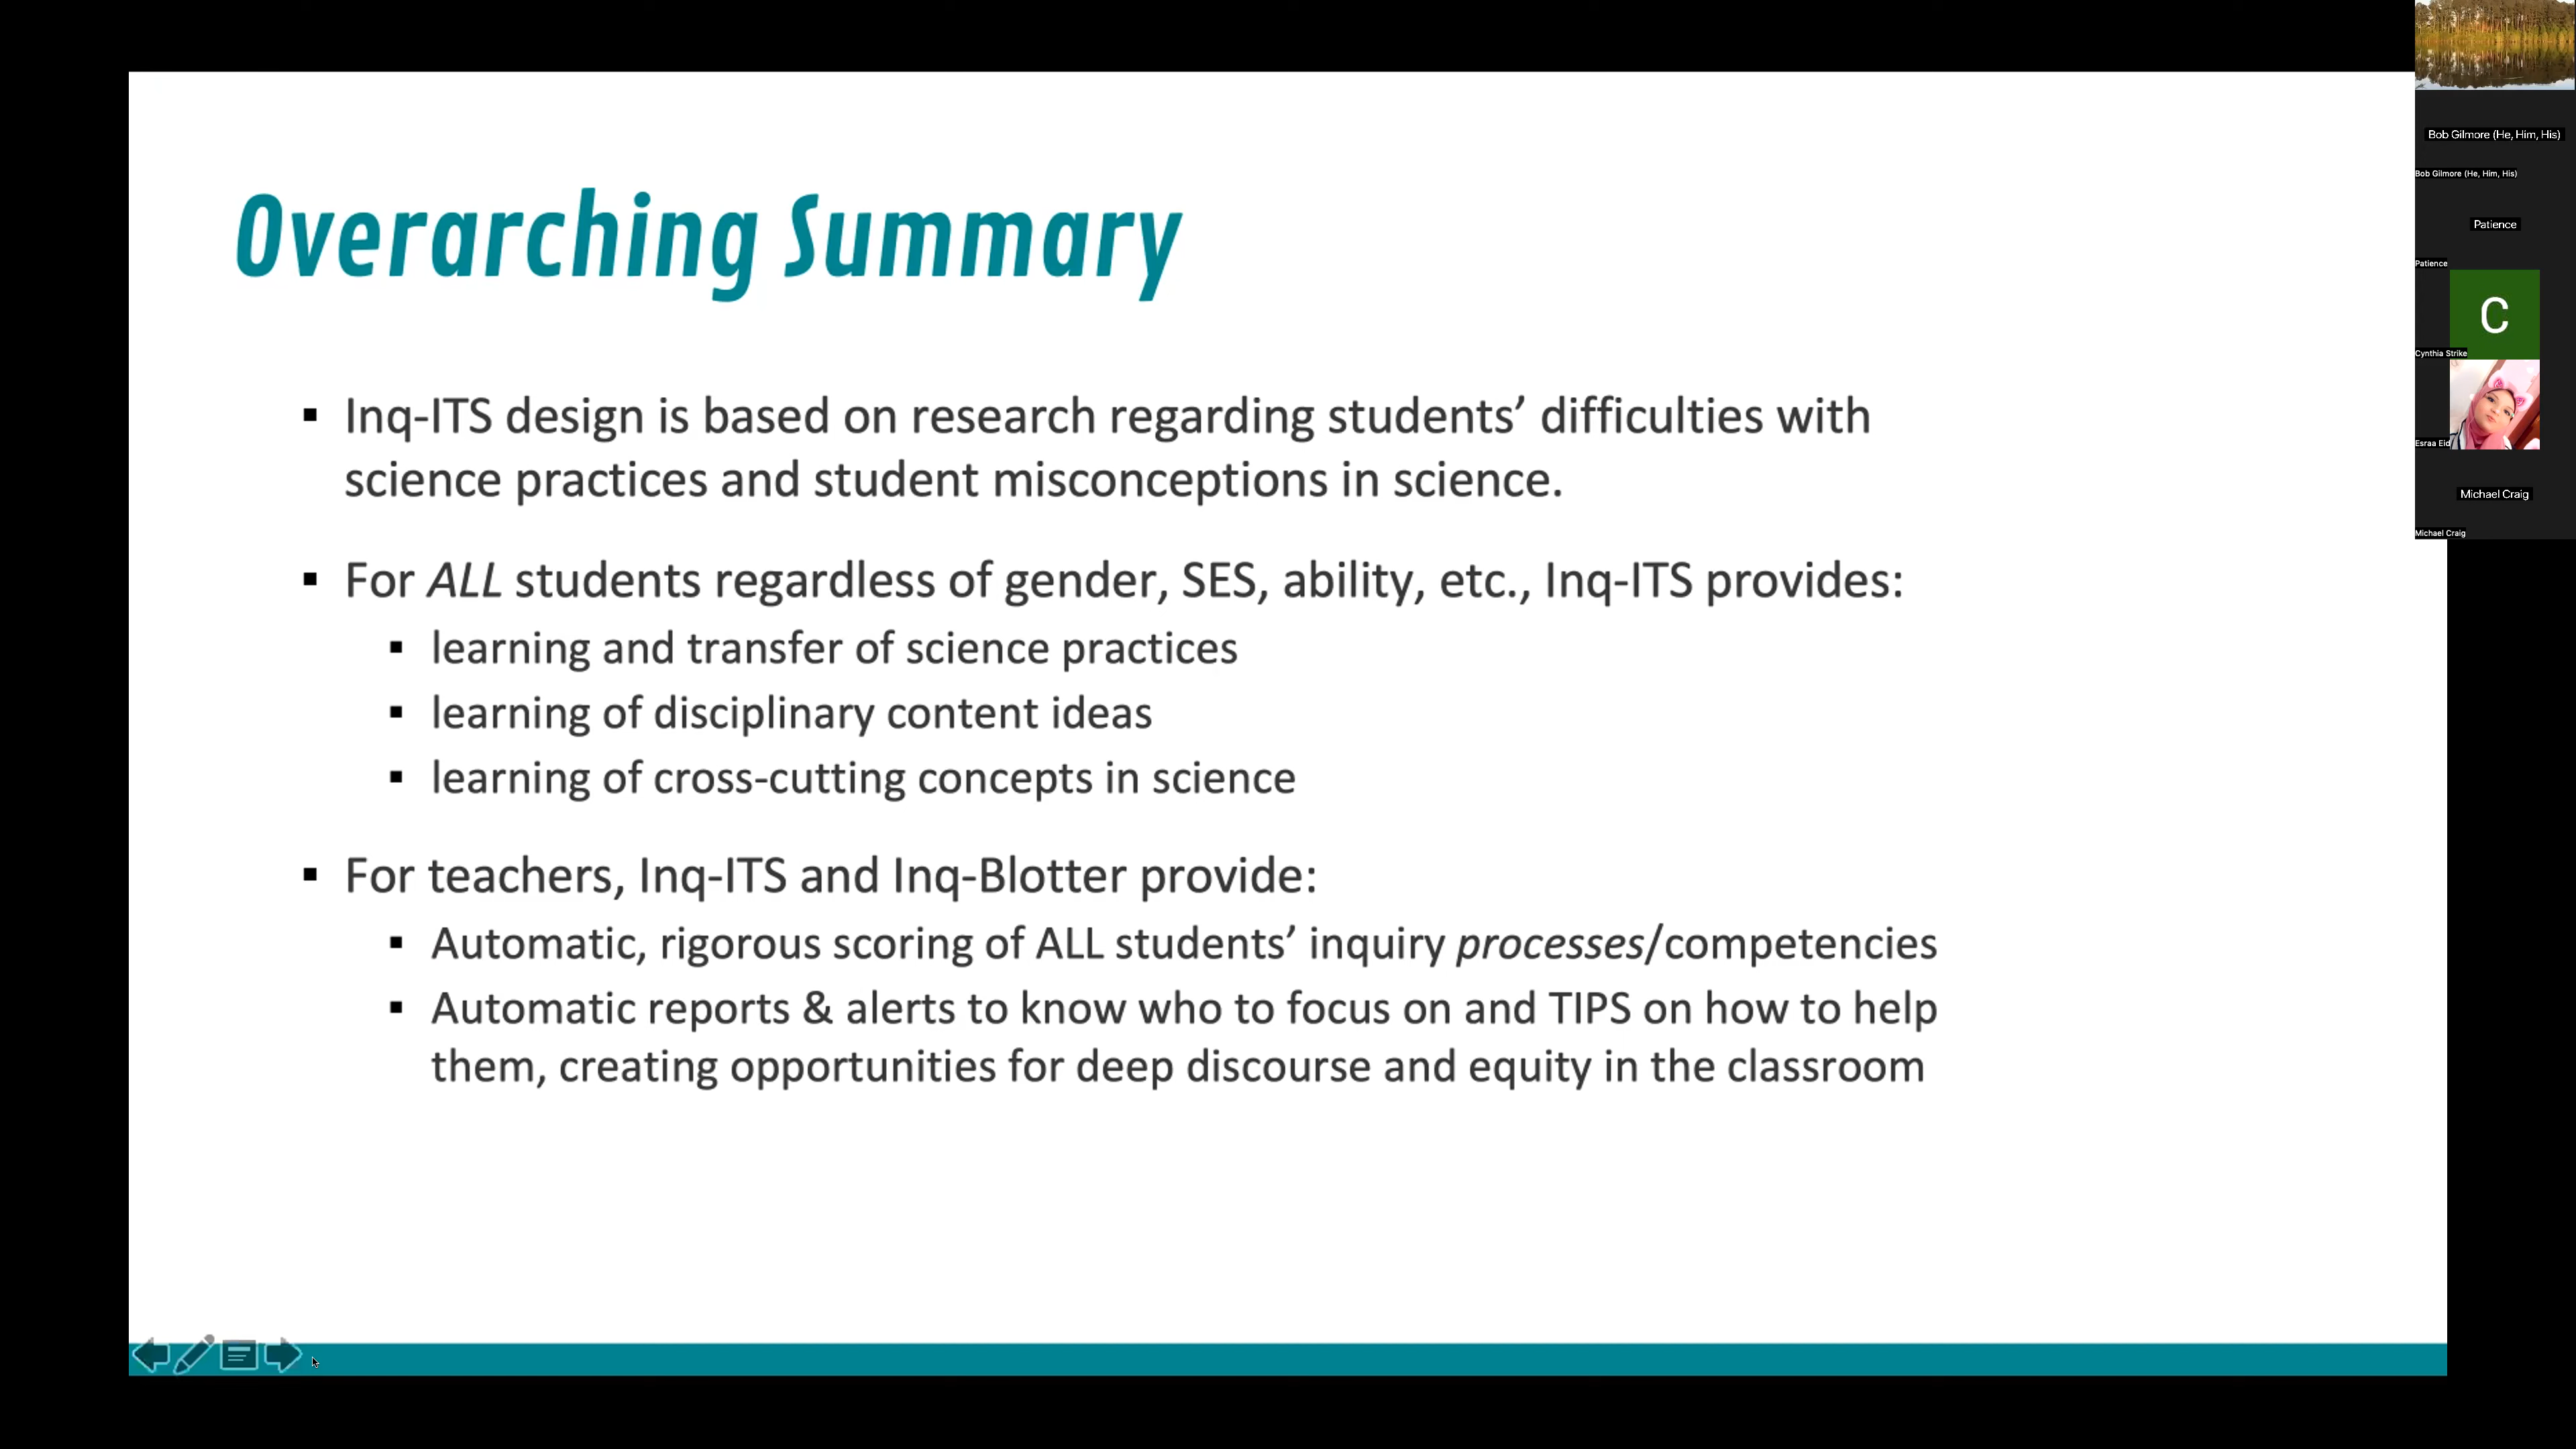 Overarching Summary
▪ Inq-ITS design is based on research regarding students’ difficulties with
science practices and student misconceptions in science.
▪ For ALL students regardless of gender, SES, ability, etc., Inq-ITS provides:
▪ learning and transfer of science practices
▪ learning of disciplinary content ideas
▪ learning of cross-cutting concepts in science
▪ For teachers, Inq-ITS and Inq-Blotter provide:
▪ Automatic, rigorous scoring of ALL students’ inquiry processes/competencies
▪ Automatic reports & alerts to know who to focus on and TIPS on how to help
them, creating opportunities for deep discourse and equity in the classroom
Bob Gilmore (He, Him, His)
Bob Gilmore (He, Him, His)
Patience
Patience
C
Cynthia Strike
Esraa Eid
Michael Craig
Michael Craig